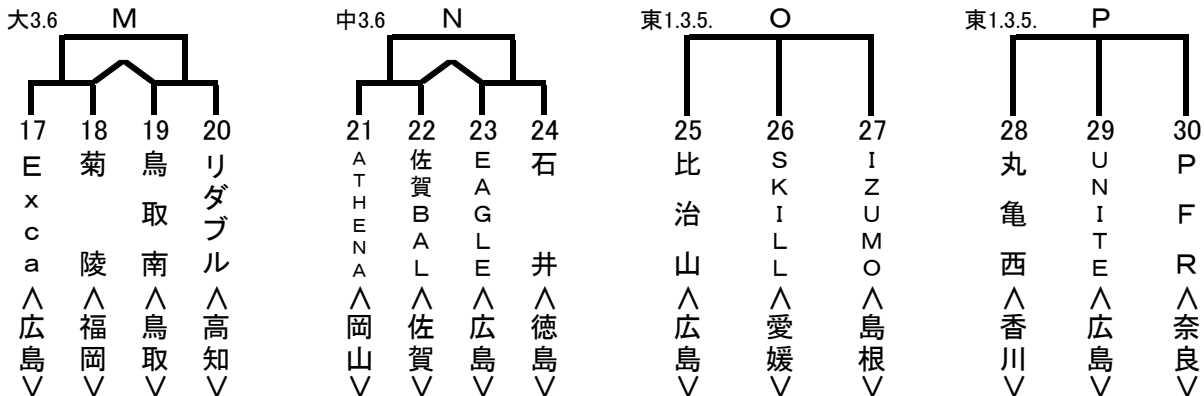 大3.6 M
17 18 19 20
Exca<広島>
菊陵<福岡>
鳥取南<鳥取>
リダブル<高知>
中3.6 N
21 22 23 24
ATHENA<岡山>
佐賀BAL<佐賀>
EAGLE<広島>
石井<徳島>
東1.3.5. O
25 26 27
比治山<広島>
SKILL<愛媛>
IZUMO<島根>
東1.3.5. P
28 29 30
丸亀西<香川>
UNITE<広島>
PFR<奈良>